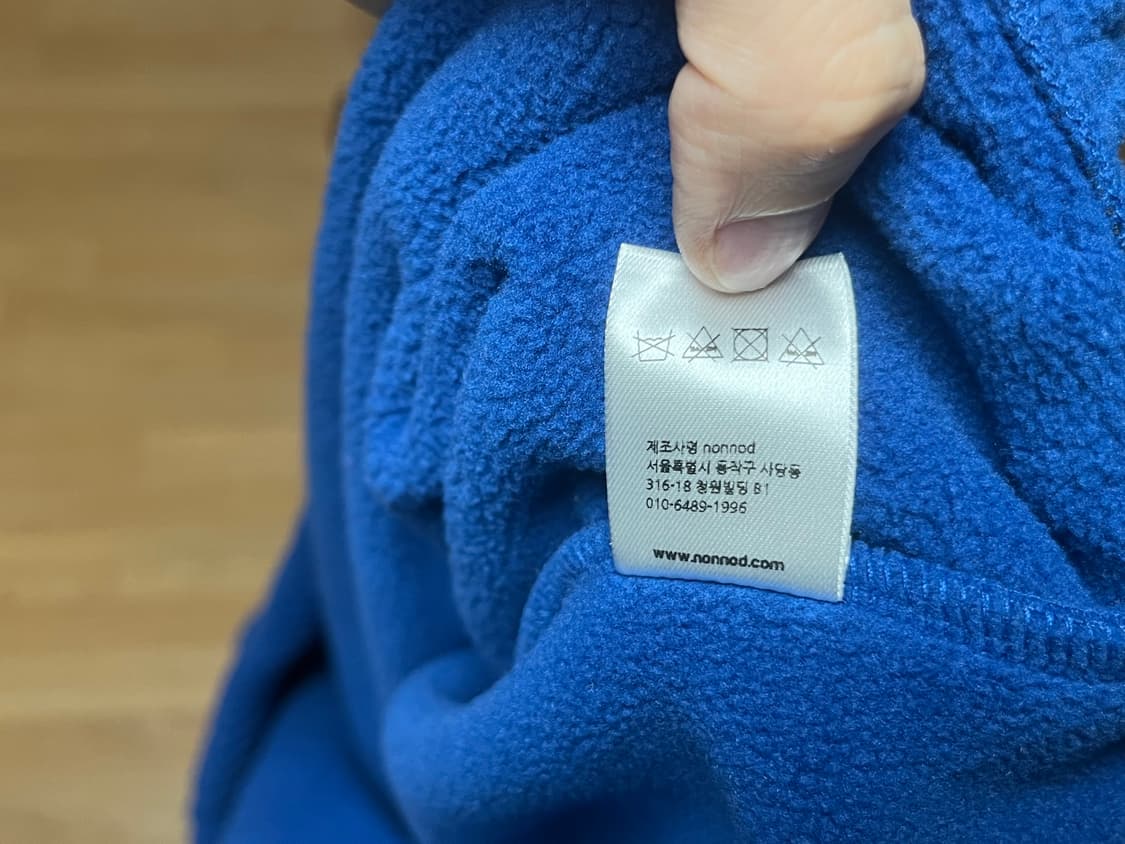 제조사명 nonnod
서울특별시 동작구 사당동
316-18 청원빌딩 B1
010-6489-1996
www.nonnod.com